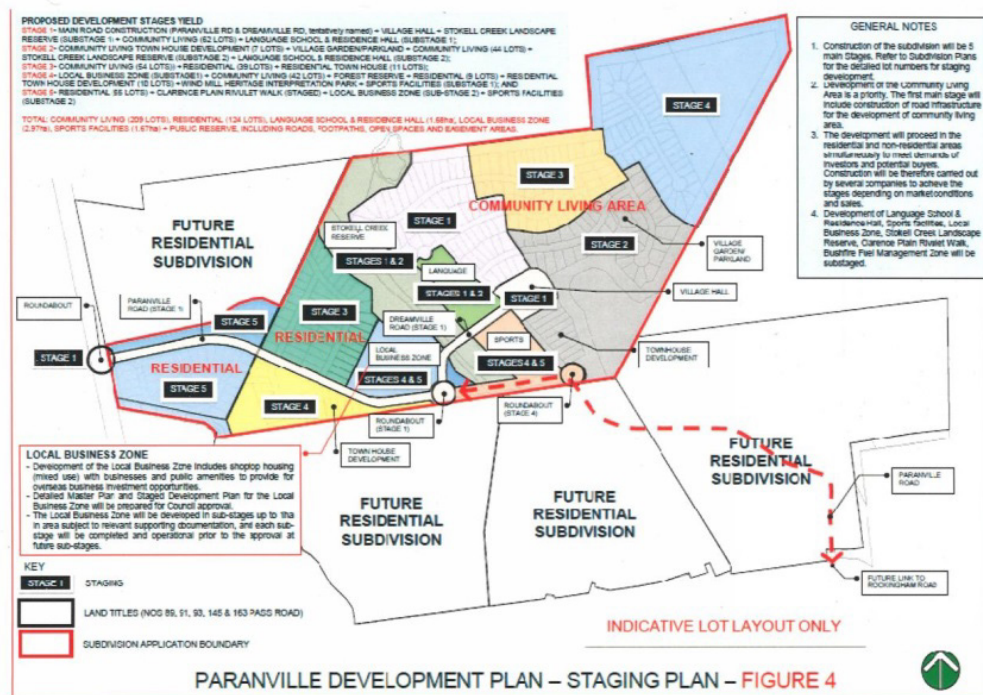 PROPOSED DEVELOPMENT STAGES YIELD
STAGE 1- MAIN ROAD CONSTRUCTION (PARANVILLE RD & DREAMVILLE RD, tentatively named) + VILLAGE HALL + STOKELL CREEK LANDSCAPE
RESERVE (SUBSTAGE 1) + COMMUNITY LIVING (62 LOTS) + LANGUAGE SCHOOL & RESIDENCE HALL (SUBSTAGE 1);
STAGE 2- COMMUNITY LIVING TOWN HOUSE DEVELOPMENT (7 LOTS) + VILLAGE GARDEN/PARKLAND + COMMUNITY LIVING (44 LOTS) +
STOKELL CREEK LANDSCAPE RESERVE (SUBSTAGE 2) + LANGUAGE SCHOOL & RESIDENCE HALL (SUBSTAGE 2);
STAGE 3- COMMUNITY LIVING (54 LOTS) + RESIDENTIAL (39 LOTS) + RESIDENTIAL TOWN HOUSE (11 LOTS);
STAGE 4- LOCAL BUSINESS ZONE (SUBSTAGE1) + COMMUNITY LIVING (42 LOTS) + FOREST RESERVE + RESIDENTIAL (9 LOTS) + RESIDENTIAL
TOWN HOUSE DEVELOPMENT (10 LOTS) + WIND MILL HERITAGE INTERPRETATION PARK + SPORTS FACILITIES (SUBSTAGE 1); AND
STAGE 5- RESIDENTIAL 55 LOTS + CLARENCE PLAIN RIVULET WALK (STAGED) + LOCAL BUSINESS ZONE (SUB-STAGE 2) + SPORTS FACILITIES
(SUBSTAGE 2)
TOTAL: COMMUNITY LIVING (209 LOTS), RESIDENTIAL (124 LOTS), LANGUAGE SCHOOL & RESIDENCE HALL (1.68ha), LOCAL BUSINESS ZONE
(2.97ha), SPORTS FACILITIES (1.67ha) + PUBLIC RESERVE, INCLUDING ROADS, FOOTPATHS, OPEN SPACES AND EASEMENT AREAS.
GENERAL NOTES
1. Construction of the subdivision will be 5
main Stages. Refer to Subdivision Plans
for the detailed lot numbers for staging
development.
2. Development of the Community Living
Area is a priority. The first main stage will
include construction of road infrastructure
for the development of community living
area.
3. The development will proceed in the
residential and non-residential areas
simultaneously to meet demands of
investors and potential buyers.
Construction will be therefore carried out
by several companies to achieve the
stages depending on market conditions
and sales.
4. Development of Language School &
Residence Hall, Sports facilities, Local
Business Zone, Stokell Creek Landscape
Reserve, Clarence Plain Rivulet Walk,
Bushfire Fuel Management Zone will be
substaged.
STAGE 4
STAGE 3
COMMUNITY LIVING AREA
STAGE 1
STAGE 2
FUTURE
RESIDENTIAL
SUBDIVISION
STOKELL CREEK
RESERVE
STAGES 1 & 2
VILLAGE
GARDEN/
PARKLAND
LANGUAGE
STAGES 1 & 2
STAGE 1
VILLAGE HALL
ROUNDABOUT
PARANVILLE
ROAD (STAGE 1)
STAGE 3
DREAMVILLE
ROAD (STAGE 1)
STAGE 5
RESIDENTIAL
SPORTS
STAGE 1
LOCAL
BUSINESS ZONE
TOWNHOUSE
DEVELOPMENT
RESIDENTIAL
STAGES 4 & 5
STAGES 4 & 5
STAGE 5
STAGE 4
ROUNDABOUT
(STAGE 1)
ROUNDABOUT
(STAGE 4)
TOWN HOUSE
DEVELOPMENT
FUTURE
RESIDENTIAL
SUBDIVISION
PARANVILLE
ROAD
FUTURE
RESIDENTIAL
SUBDIVISION
FUTURE
RESIDENTIAL
SUBDIVISION
FUTURE LINK TO
ROCKINGHAM ROAD
LOCAL BUSINESS ZONE
- Development of the Local Business Zone includes shoptop housing
(mixed use) with businesses and public amenities to provide for
overseas business investment opportunities.
- Detailed Master Plan and Staged Development Plan for the Local
Business Zone will be prepared for Council approval.
- The Local Business Zone will be developed in sub-stages up to 1ha
in area subject to relevant supporting documentation, and each sub-
stage will be completed and operational prior to the approval at
future sub-stages.
KEY
STAGE 1 STAGING
LAND TITLES (NOS 89, 91, 93, 145 & 163 PASS ROAD)
SUBDIVISION APPLICATION BOUNDARY
INDICATIVE LOT LAYOUT ONLY
PARANVILLE DEVELOPMENT PLAN – STAGING PLAN – FIGURE 4